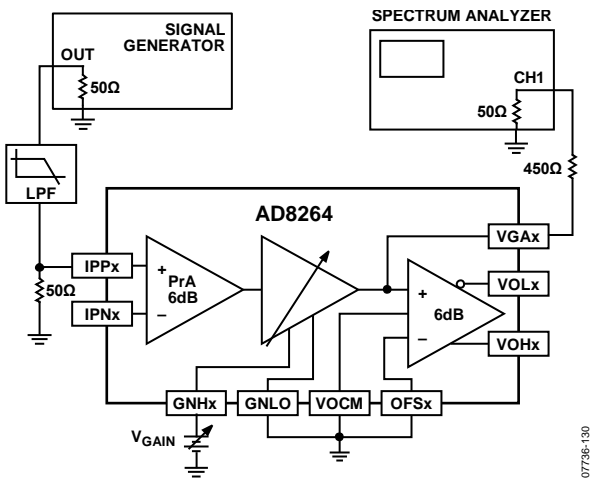 SIGNAL
GENERATOR
OUT
50Ω
SPECTRUM ANALYZER
CH1
50Ω
450Ω
LPF
AD8264
VGAx
IPPx
+
PrA
6dB
–
50Ω
IPNx
+
6dB
–
VOLx
VOHx
GNHx
GNLO
VOCM
OFSx
VGAIN
07736-130